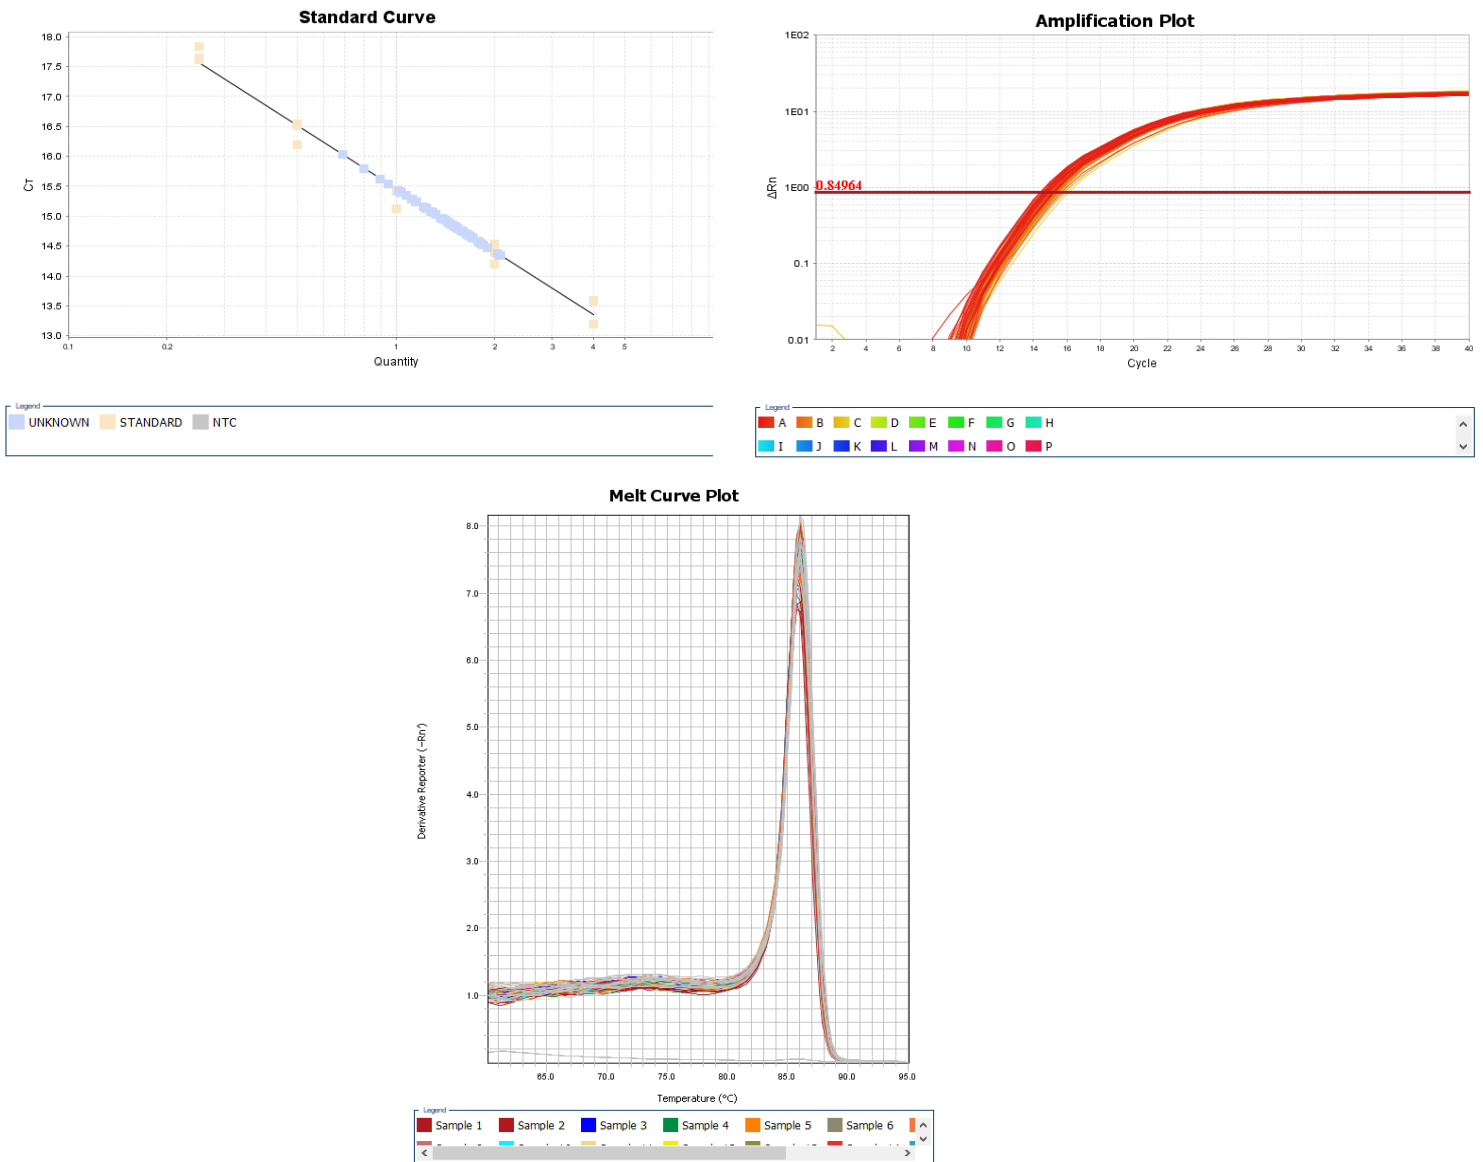 Standard Curve
18.0
17.5
17.0
16.5
16.0
15.5
15.0
14.5
14.0
13.5
13.0
CT
0.1 0.2 1 2 3 4 5
Quantity
Legend
UNKNOWN STANDARD NTC
Amplification Plot
1E02
1E01
1E00
0.1
0.01
ΔRn
0.84964
2 4 6 8 10 12 14 16 18 20 22 24 26 28 30 32 34 36 38 40
Cycle
Legend
A B C D E F G H
I J K L M N O P
Melt Curve Plot
8.0
7.0
6.0
5.0
4.0
3.0
2.0
1.0
Derivative Reporter (-Rn')
65.0 70.0 75.0 80.0 85.0 90.0 95.0
Temperature (°C)
Legend
Sample 1 Sample 2 Sample 3 Sample 4 Sample 5 Sample 6